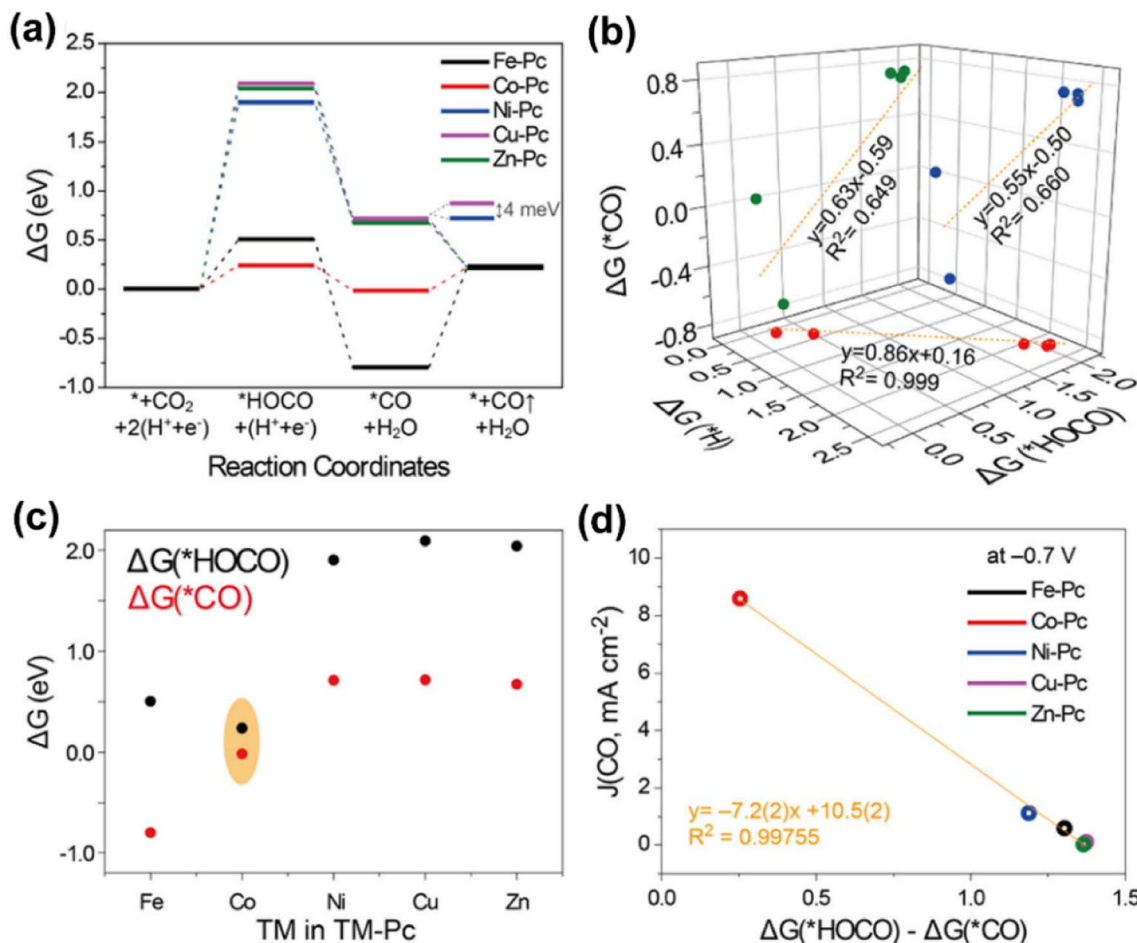 (a)
2.5
2.0
1.5
1.0
0.5
0.0
-0.5
-1.0
ΔG (eV)
Fe-Pc
Co-Pc
Ni-Pc
Cu-Pc
Zn-Pc
↕4 meV
*+CO₂ *HOCO *CO *+CO↑
+2(H⁺+e⁻) +(H⁺+e⁻) +H₂O +H₂O
Reaction Coordinates
(b)
0.8
0.4
0.0
-0.4
-0.8
ΔG (*CO)
y=0.63x-0.59
R²= 0.649
y=0.55x-0.50
R²= 0.660
y=0.86x+0.16
R²= 0.999
0.0
0.5
1.0
1.5
2.0
2.5
ΔG (*H)
0.0
0.5
1.0
1.5
2.0
ΔG (*HOCO)
(c)
ΔG(*HOCO)
ΔG(*CO)
2.0
1.0
0.0
-1.0
ΔG (eV)
Fe Co Ni Cu Zn
TM in TM-Pc
(d)
10
8
6
4
2
0
J(CO, mA cm⁻²)
at –0.7 V
Fe-Pc
Co-Pc
Ni-Pc
Cu-Pc
Zn-Pc
y= –7.2(2)x +10.5(2)
R² = 0.99755
0.0 0.5 1.0 1.5
ΔG(*HOCO) - ΔG(*CO)